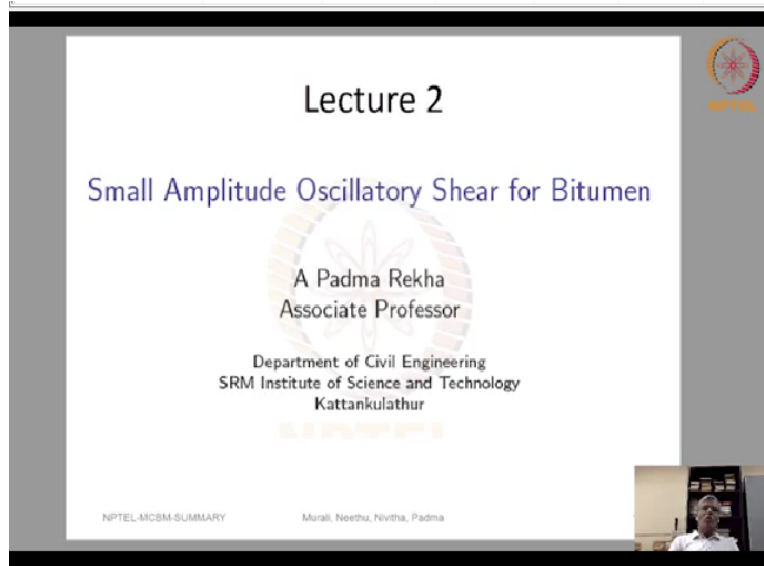 Lecture 2
NPTEL
Small Amplitude Oscillatory Shear for Bitumen
A Padma Rekha
Associate Professor
Department of Civil Engineering
SRM Institute of Science and Technology
Kattankulathur
NPTEL
NPTEL-MCBM-SUMMARY
Murali, Neethu, Nivitha, Padma